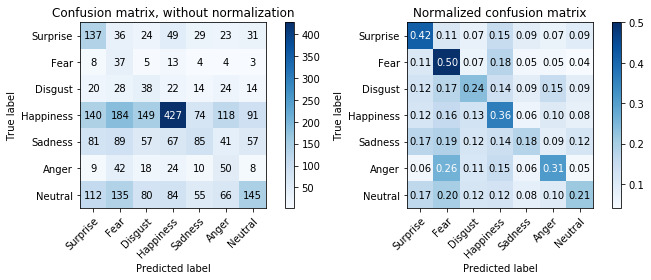 Confusion matrix, without normalization
Surprise 137 36 24 49 29 23 31
Fear 8 37 5 13 4 4 3
Disgust 20 28 38 22 14 24 14
Happiness 140 184 149 427 74 118 91
Sadness 81 89 57 67 85 41 57
Anger 9 42 18 24 10 50 8
Neutral 112 135 80 84 55 66 145
True label
Surprise Fear Disgust Happiness Sadness Anger Neutral
Predicted label
400
350
300
250
200
150
100
50
Normalized confusion matrix
Surprise 0.42 0.11 0.07 0.15 0.09 0.07 0.09
Fear 0.11 0.50 0.07 0.18 0.05 0.05 0.04
Disgust 0.12 0.17 0.24 0.14 0.09 0.15 0.09
Happiness 0.12 0.16 0.13 0.36 0.06 0.10 0.08
Sadness 0.17 0.19 0.12 0.14 0.18 0.09 0.12
Anger 0.06 0.26 0.11 0.15 0.06 0.31 0.05
Neutral 0.17 0.20 0.12 0.12 0.08 0.10 0.21
True label
Surprise Fear Disgust Happiness Sadness Anger Neutral
Predicted label
0.5
0.4
0.3
0.2
0.1